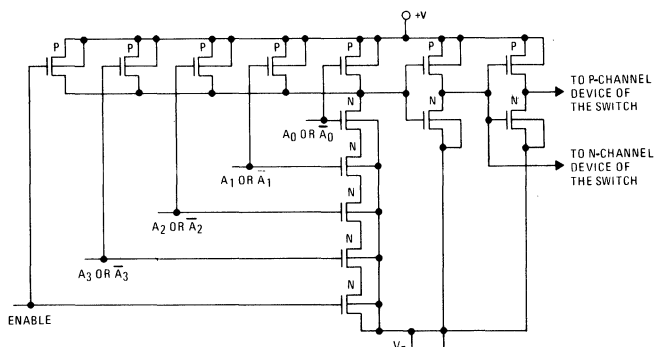 +V
P P P P P P P
TO P-CHANNEL
DEVICE OF
THE SWITCH
N N N
A0 OR A̅0
N
TO N-CHANNEL
DEVICE OF
THE SWITCH
A1 OR A̅1
N
A2 OR A̅2
N
A3 OR A̅3
N
ENABLE